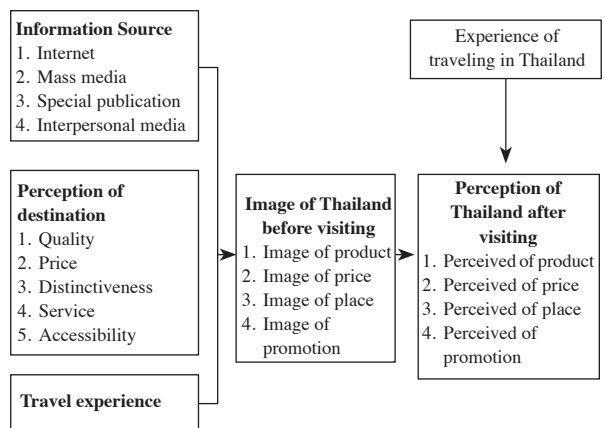 Information Source
1. Internet
2. Mass media
3. Special publication
4. Interpersonal media
Perception of
destination
1. Quality
2. Price
3. Distinctiveness
4. Service
5. Accessibility
Travel experience
Image of Thailand
before visiting
1. Image of product
2. Image of price
3. Image of place
4. Image of
promotion
Experience of
traveling in Thailand
Perception of
Thailand after
visiting
1. Perceived of product
2. Perceived of price
3. Perceived of place
4. Perceived of
promotion